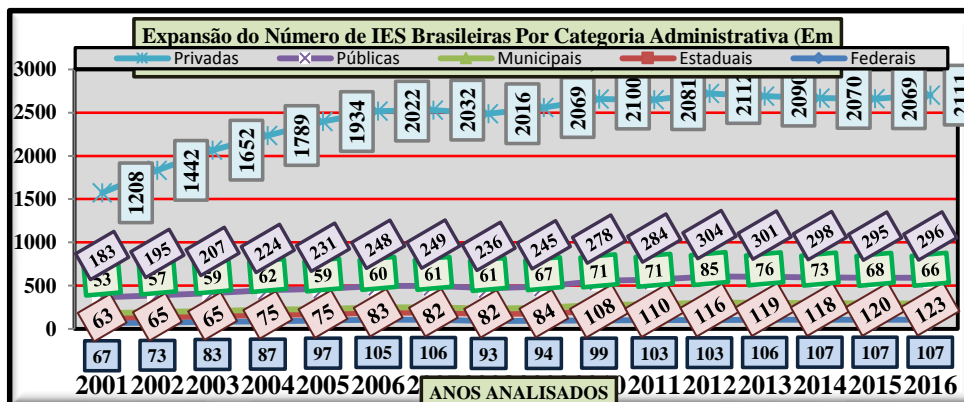 Expansão do Número de IES Brasileiras Por Categoria Administrativa (Em
Privadas Públicas Municipais Estaduais Federais
3000
2500
2000
1500
1000
500
0
1208 1442 1652 1789 1934 2022 2032 2016 2069 2100 2081 2112 2090 2070 2069 2111
183 195 207 224 231 248 249 236 245 278 284 304 301 298 295 296
53 57 59 62 59 60 61 61 67 71 71 85 76 73 68 66
63 65 65 75 75 83 82 82 84 108 110 116 119 118 120 123
67 73 83 87 97 105 106 93 94 99 103 103 106 107 107 107
2001 2002 2003 2004 2005 2006 2011 2012 2013 2014 2015 2016
ANOS ANALISADOS